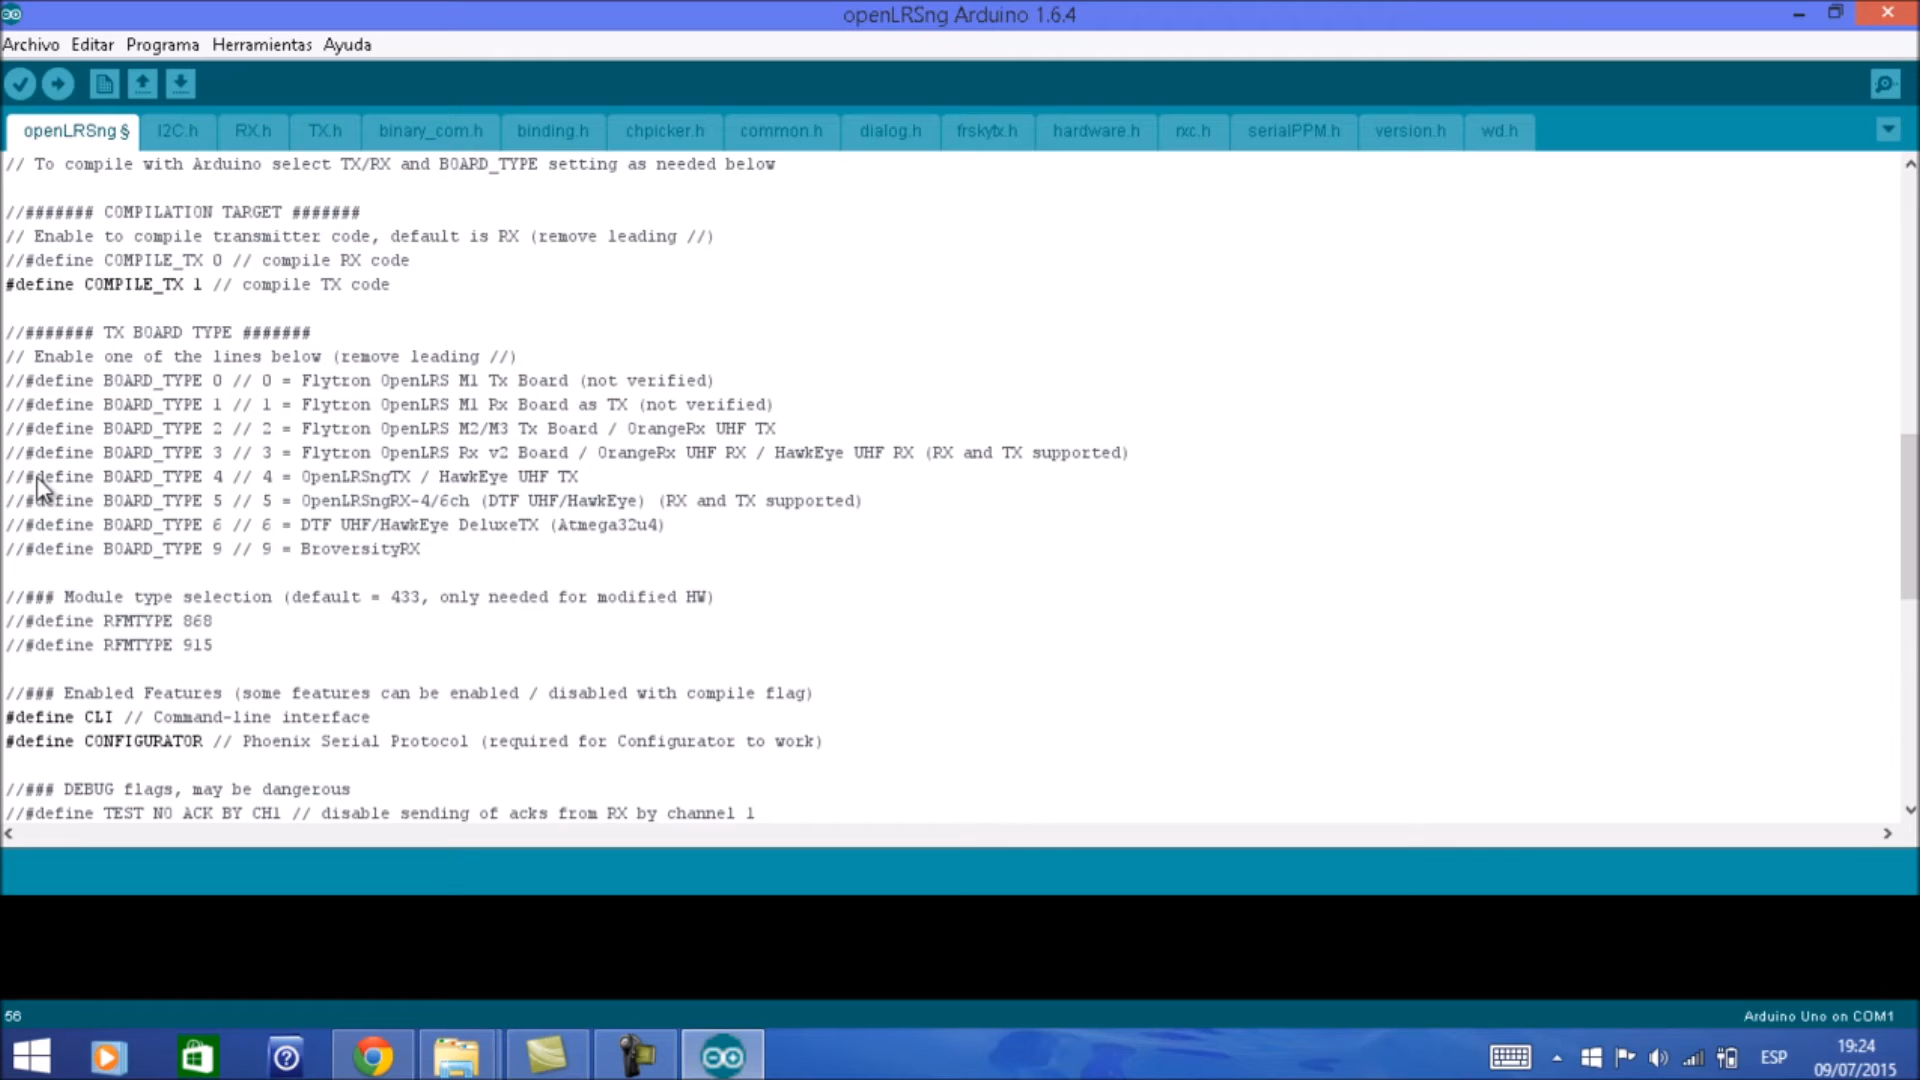 openLRSng Arduino 1.6.4
Archivo Editar Programa Herramientas Ayuda
openLRSng § I2C.h RX.h TX.h binary_com.h binding.h chpicker.h common.h dialog.h frskytx.h hardware.h rxc.h serialPPM.h version.h wd.h
// To compile with Arduino select TX/RX and BOARD_TYPE setting as needed below
//####### COMPILATION TARGET #######
// Enable to compile transmitter code, default is RX (remove leading //)
//#define COMPILE_TX 0 // compile RX code
#define COMPILE_TX 1 // compile TX code
//####### TX BOARD TYPE #######
// Enable one of the lines below (remove leading //)
//#define BOARD_TYPE 0 // 0 = Flytron OpenLRS M1 Tx Board (not verified)
//#define BOARD_TYPE 1 // 1 = Flytron OpenLRS M1 Rx Board as TX (not verified)
//#define BOARD_TYPE 2 // 2 = Flytron OpenLRS M2/M3 Tx Board / OrangeRx UHF TX
//#define BOARD_TYPE 3 // 3 = Flytron OpenLRS Rx v2 Board / OrangeRx UHF RX / HawkEye UHF RX (RX and TX supported)
//#define BOARD_TYPE 4 // 4 = OpenLRSngTX / HawkEye UHF TX
//#define BOARD_TYPE 5 // 5 = OpenLRSngRX-4/6ch (DTF UHF/HawkEye) (RX and TX supported)
//#define BOARD_TYPE 6 // 6 = DTF UHF/HawkEye DeluxeTX (Atmega32u4)
//#define BOARD_TYPE 9 // 9 = BroversityRX
//### Module type selection (default = 433, only needed for modified HW)
//#define RFMTYPE 868
//#define RFMTYPE 915
//### Enabled Features (some features can be enabled / disabled with compile flag)
#define CLI // Command-line interface
#define CONFIGURATOR // Phoenix Serial Protocol (required for Configurator to work)
//### DEBUG flags, may be dangerous
//#define TEST NO ACK BY CH1 // disable sending of acks from RX by channel 1
56
Arduino Uno on COM1
ESP
19:24
09/07/2015